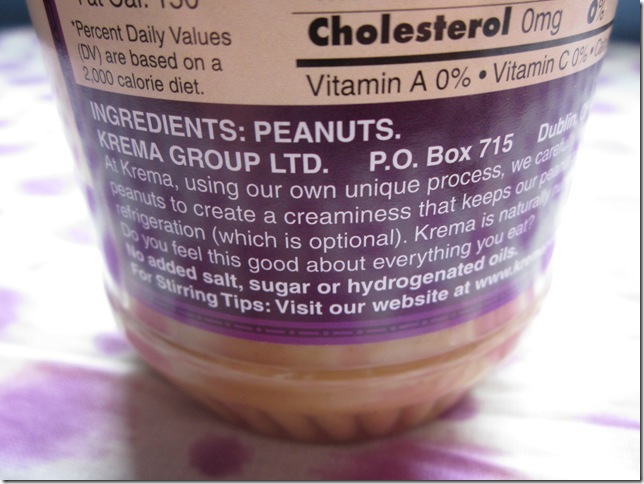 Fat Cal. 130
*Percent Daily Values
(DV) are based on a
2,000 calorie diet.
Cholesterol 0mg 0%
Vitamin A 0% • Vitamin C 0% •
INGREDIENTS: PEANUTS.
KREMA GROUP LTD. P.O. Box 715 Dublin,
At Krema, using our own unique process, we
peanuts to create a creaminess that keeps our
refrigeration (which is optional). Krema is naturally
Do you feel this good about everything you eat?
No added salt, sugar or hydrogenated oils.
For Stirring Tips: Visit our website at